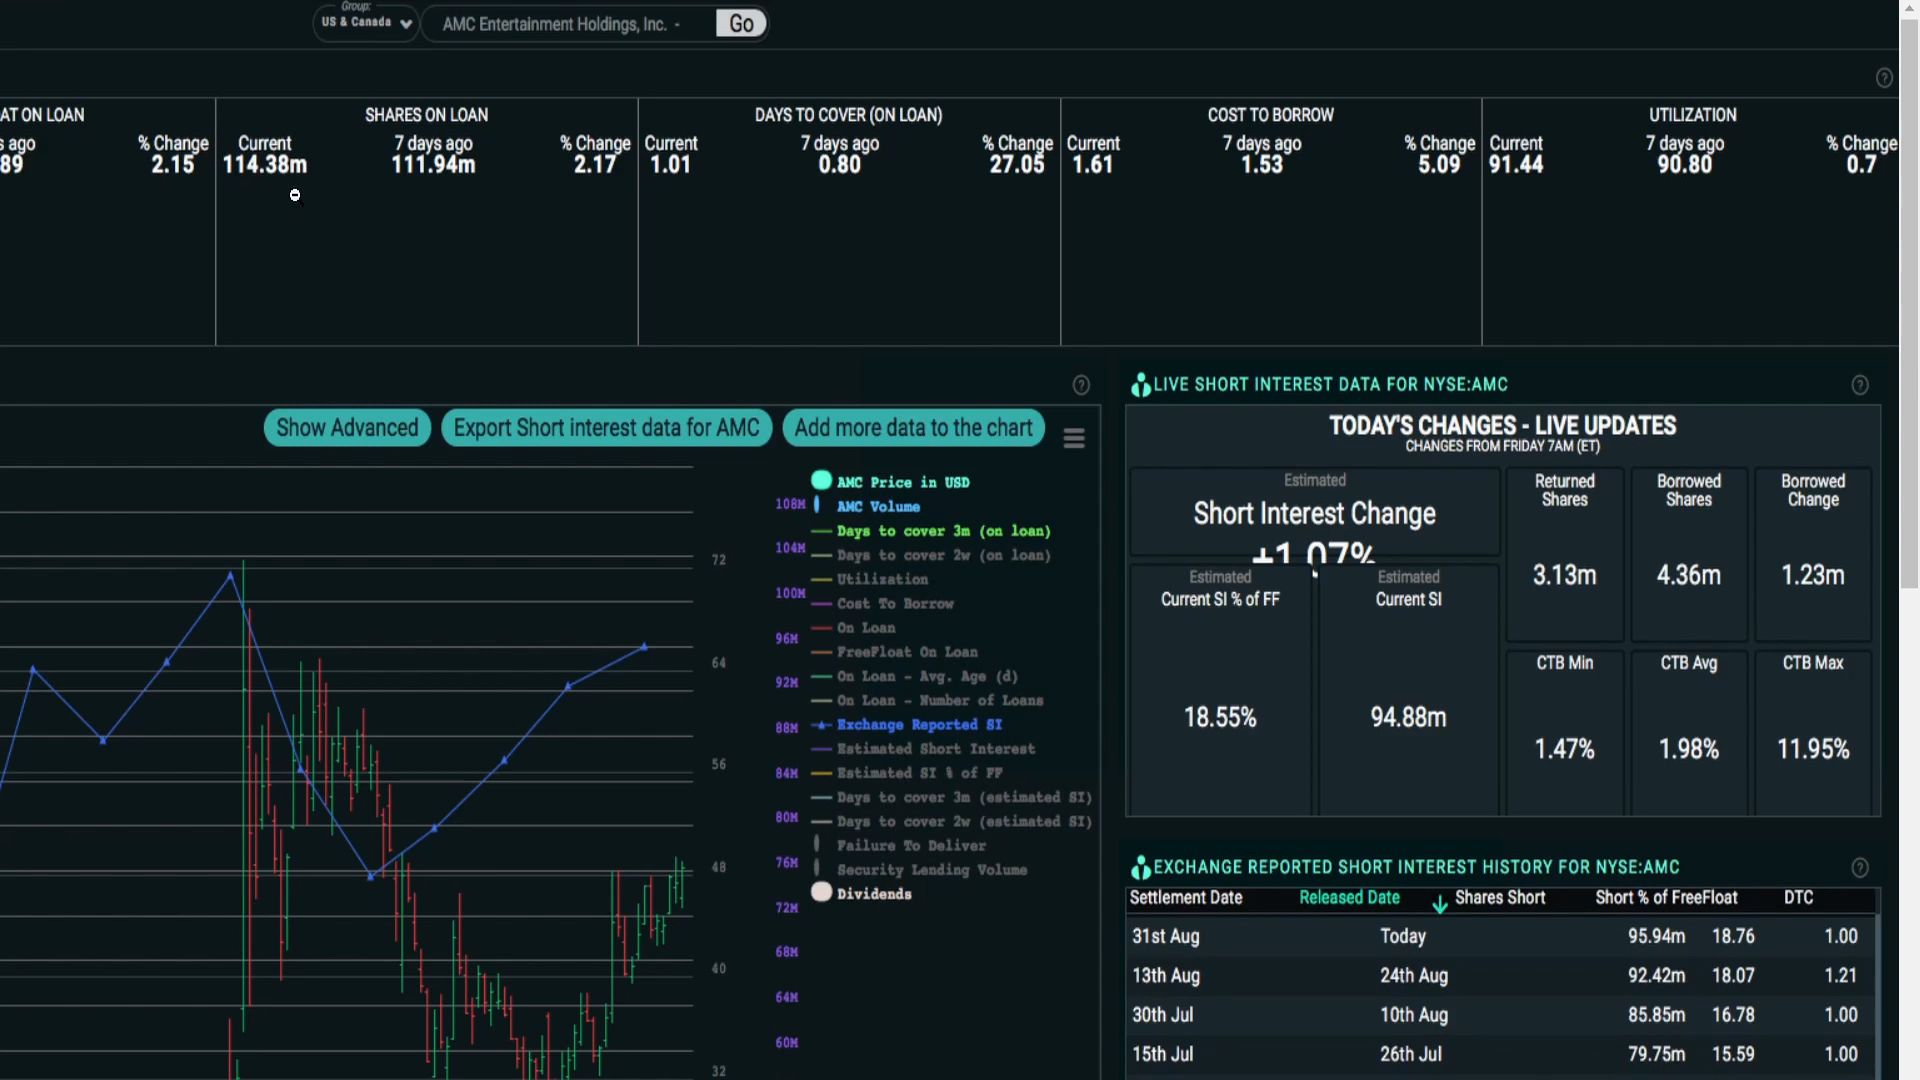 Group:
US & Canada
AMC Entertainment Holdings, Inc. -
Go
AT ON LOAN
SHARES ON LOAN
DAYS TO COVER (ON LOAN)
COST TO BORROW
UTILIZATION
s ago % Change
89 2.15
Current 7 days ago % Change
114.38m 111.94m 2.17
Current 7 days ago % Change
1.01 0.80 27.05
Current 7 days ago % Change
1.61 1.53 5.09
Current 7 days ago % Change
91.44 90.80 0.7
Show Advanced
Export Short interest data for AMC
Add more data to the chart
72
64
56
48
40
32
108M
104M
100M
96M
92M
88M
84M
80M
76M
72M
68M
64M
60M
AMC Price in USD
AMC Volume
Days to cover 3m (on loan)
Days to cover 2w (on loan)
Utilization
Cost To Borrow
On Loan
FreeFloat On Loan
On Loan - Avg. Age (d)
On Loan - Number of Loans
Exchange Reported SI
Estimated Short Interest
Estimated SI % of FF
Days to cover 3m (estimated SI)
Days to cover 2w (estimated SI)
Failure To Deliver
Security Lending Volume
Dividends
LIVE SHORT INTEREST DATA FOR NYSE:AMC
TODAY'S CHANGES - LIVE UPDATES
CHANGES FROM FRIDAY 7AM (ET)
Estimated
Short Interest Change
+1.07%
Estimated
Current SI % of FF
18.55%
Estimated
Current SI
94.88m
Returned
Shares
3.13m
Borrowed
Shares
4.36m
Borrowed
Change
1.23m
CTB Min
1.47%
CTB Avg
1.98%
CTB Max
11.95%
EXCHANGE REPORTED SHORT INTEREST HISTORY FOR NYSE:AMC
Settlement Date Released Date Shares Short Short % of FreeFloat DTC
31st Aug Today 95.94m 18.76 1.00
13th Aug 24th Aug 92.42m 18.07 1.21
30th Jul 10th Aug 85.85m 16.78 1.00
15th Jul 26th Jul 79.75m 15.59 1.00